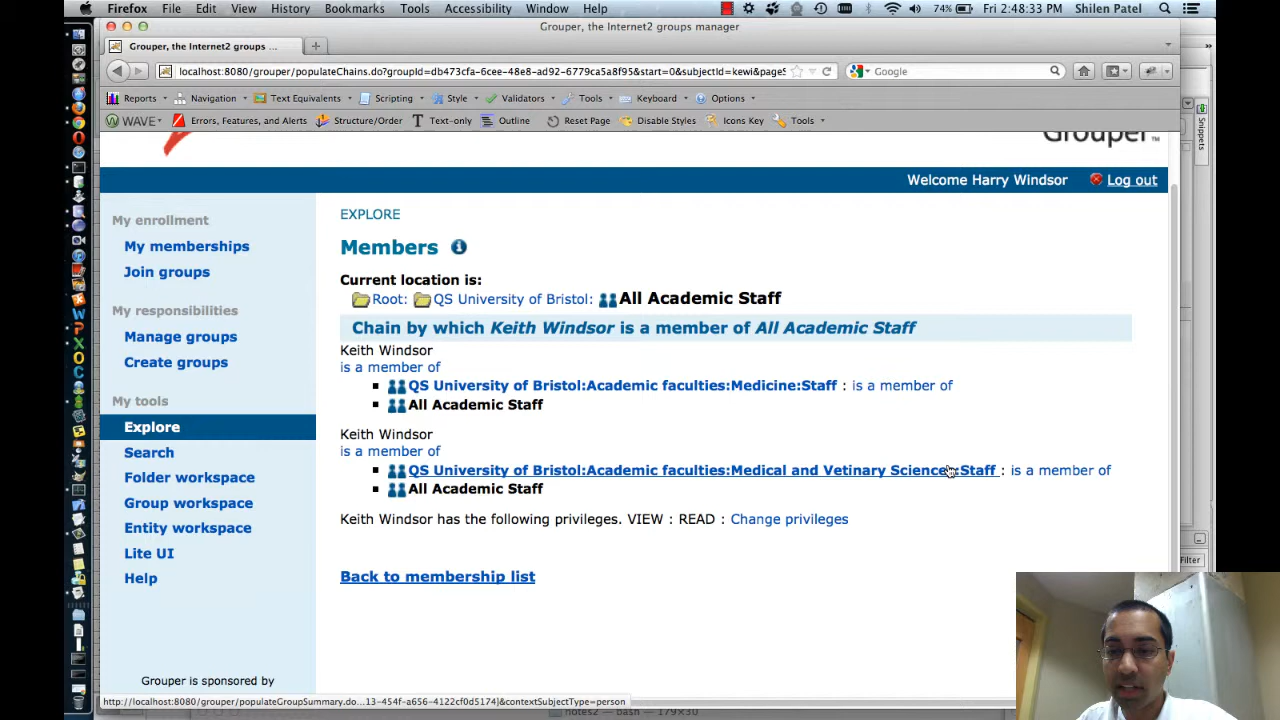 Firefox File Edit View History Bookmarks Tools Accessibility Window Help 74% Fri 2:48:33 PM Shilen Patel
Grouper, the Internet2 groups manager
Grouper, the Internet2 groups manager ...
localhost:8080/grouper/populateChains.do?groupId=db473cfa-6cee-48e8-ad92-6779ca5a8f95&start=0&subjectId=kewi&pageS
Google
Reports Navigation Text Equivalents Scripting Style Validators Tools Keyboard Options
WAVE Errors, Features, and Alerts Structure/Order Text-only Outline Reset Page Disable Styles Icons Key Tools
Snippets
Grouper™
Welcome Harry Windsor Log out
My enrollment
My memberships
Join groups
My responsibilities
Manage groups
Create groups
My tools
Explore
Search
Folder workspace
Group workspace
Entity workspace
Lite UI
Help
Grouper is sponsored by
EXPLORE
Members
Current location is:
Root: QS University of Bristol: All Academic Staff
Chain by which Keith Windsor is a member of All Academic Staff
Keith Windsor
is a member of
QS University of Bristol:Academic faculties:Medicine:Staff : is a member of
All Academic Staff
Keith Windsor
is a member of
QS University of Bristol:Academic faculties:Medical and Vetinary Sciences:Staff : is a member of
All Academic Staff
Keith Windsor has the following privileges. VIEW : READ : Change privileges
Back to membership list
Filter
http://localhost:8080/grouper/populateGroupSummary.do...13-454f-a656-4122cf0d5174]&contextSubjectType=person
notes2 — bash — 179×30